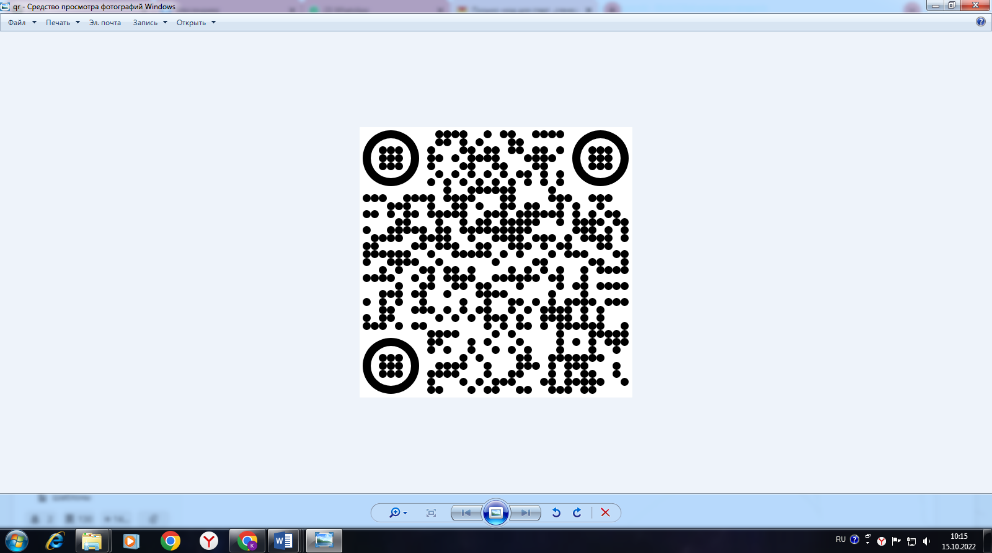 qr - Средство просмотра фотографий Windows
Файл Печать Эл. почта Запись Открыть
RU
10:15
15.10.2022